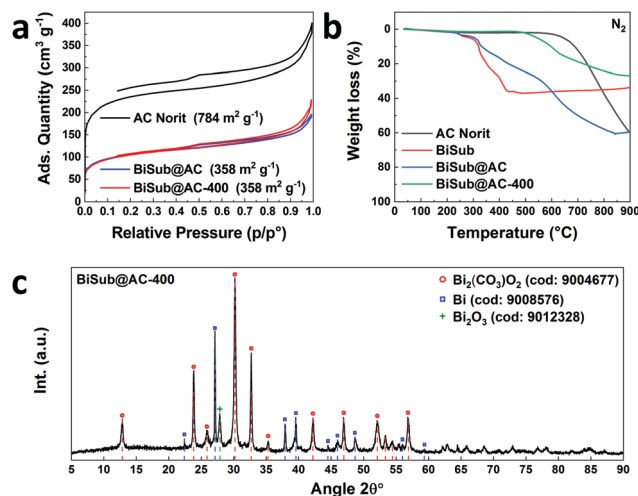 a
Ads. Quantity (cm³ g⁻¹)
400
350
300
250
200
150
100
50
0
AC Norit (784 m² g⁻¹)
BiSub@AC (358 m² g⁻¹)
BiSub@AC-400 (358 m² g⁻¹)
0.0 0.1 0.2 0.3 0.4 0.5 0.6 0.7 0.8 0.9 1.0
Relative Pressure (p/p°)
b
N₂
Weight loss (%)
0
20
40
60
80
100
AC Norit
BiSub
BiSub@AC
BiSub@AC-400
0 100 200 300 400 500 600 700 800 900
Temperature (°C)
c
BiSub@AC-400
Int. (a.u.)
Bi₂(CO₃)O₂ (cod: 9004677)
Bi (cod: 9008576)
Bi₂O₃ (cod: 9012328)
5 10 15 20 25 30 35 40 45 50 55 60 65 70 75 80 85 90
Angle 2θ°